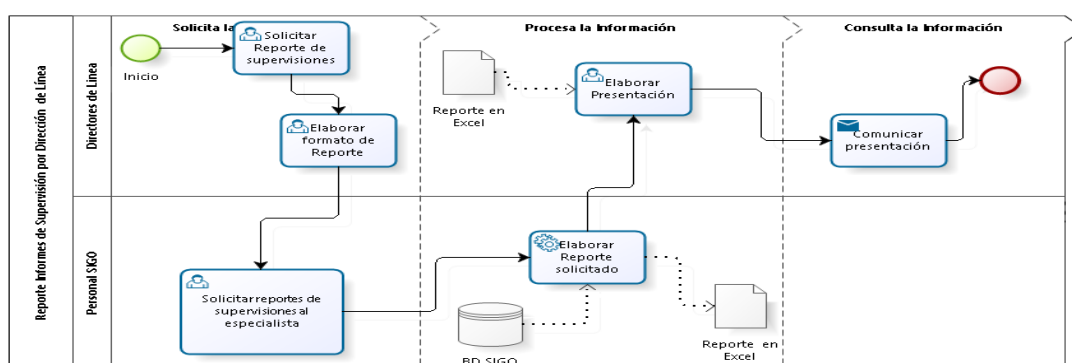 Reporte Informes de Supervisión por Dirección de Línea
Directores de Línea
Personal SIGO
Solicita la
Procesa la Información
Consulta la Información
Inicio
Solicitar
Reporte de
supervisiones
Elaborar
formato de
Reporte
Reporte en
Excel
Elaborar
Presentación
Comunicar
presentación
Solicitar reportes de
supervisiones al
especialista
Elaborar
Reporte
solicitado
BD SIGO
Reporte en
Excel